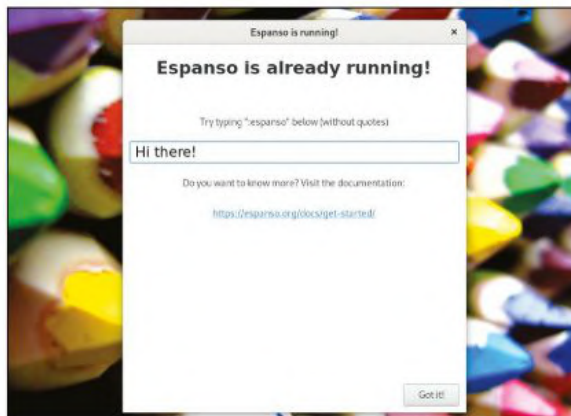 Espanso is running!
×
Espanso is already running!
Try typing ":espanso" below (without quotes)
Hi there!
Do you want to know more? Visit the documentation:
https://espanso.org/docs/get-started/
Got it!